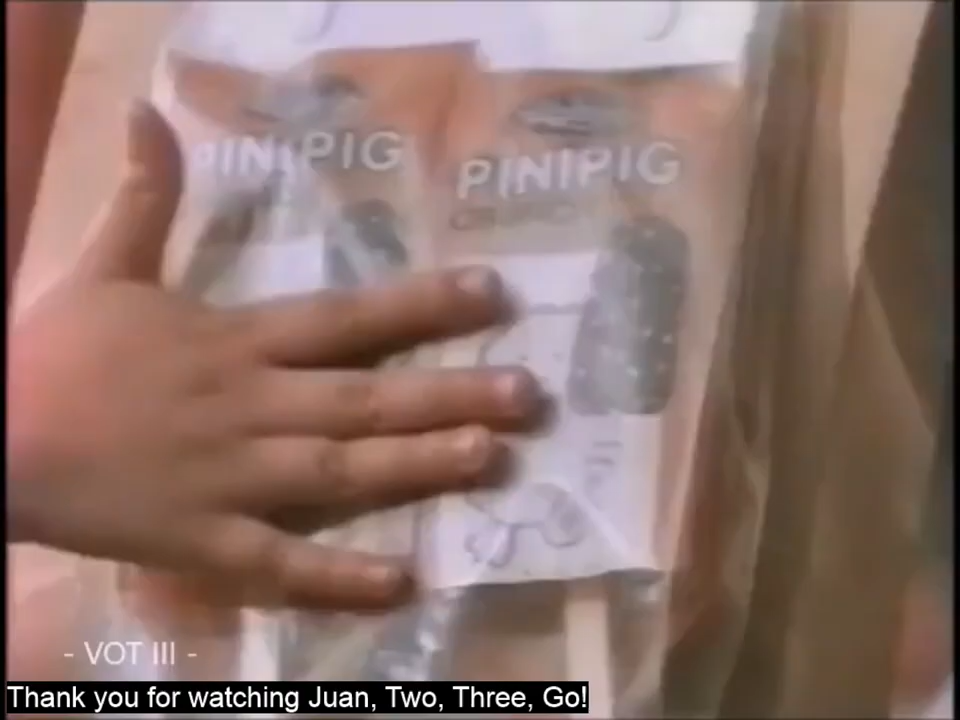 PINIPIG
PINIPIG
- VOT III -
Thank you for watching Juan, Two, Three, Go!